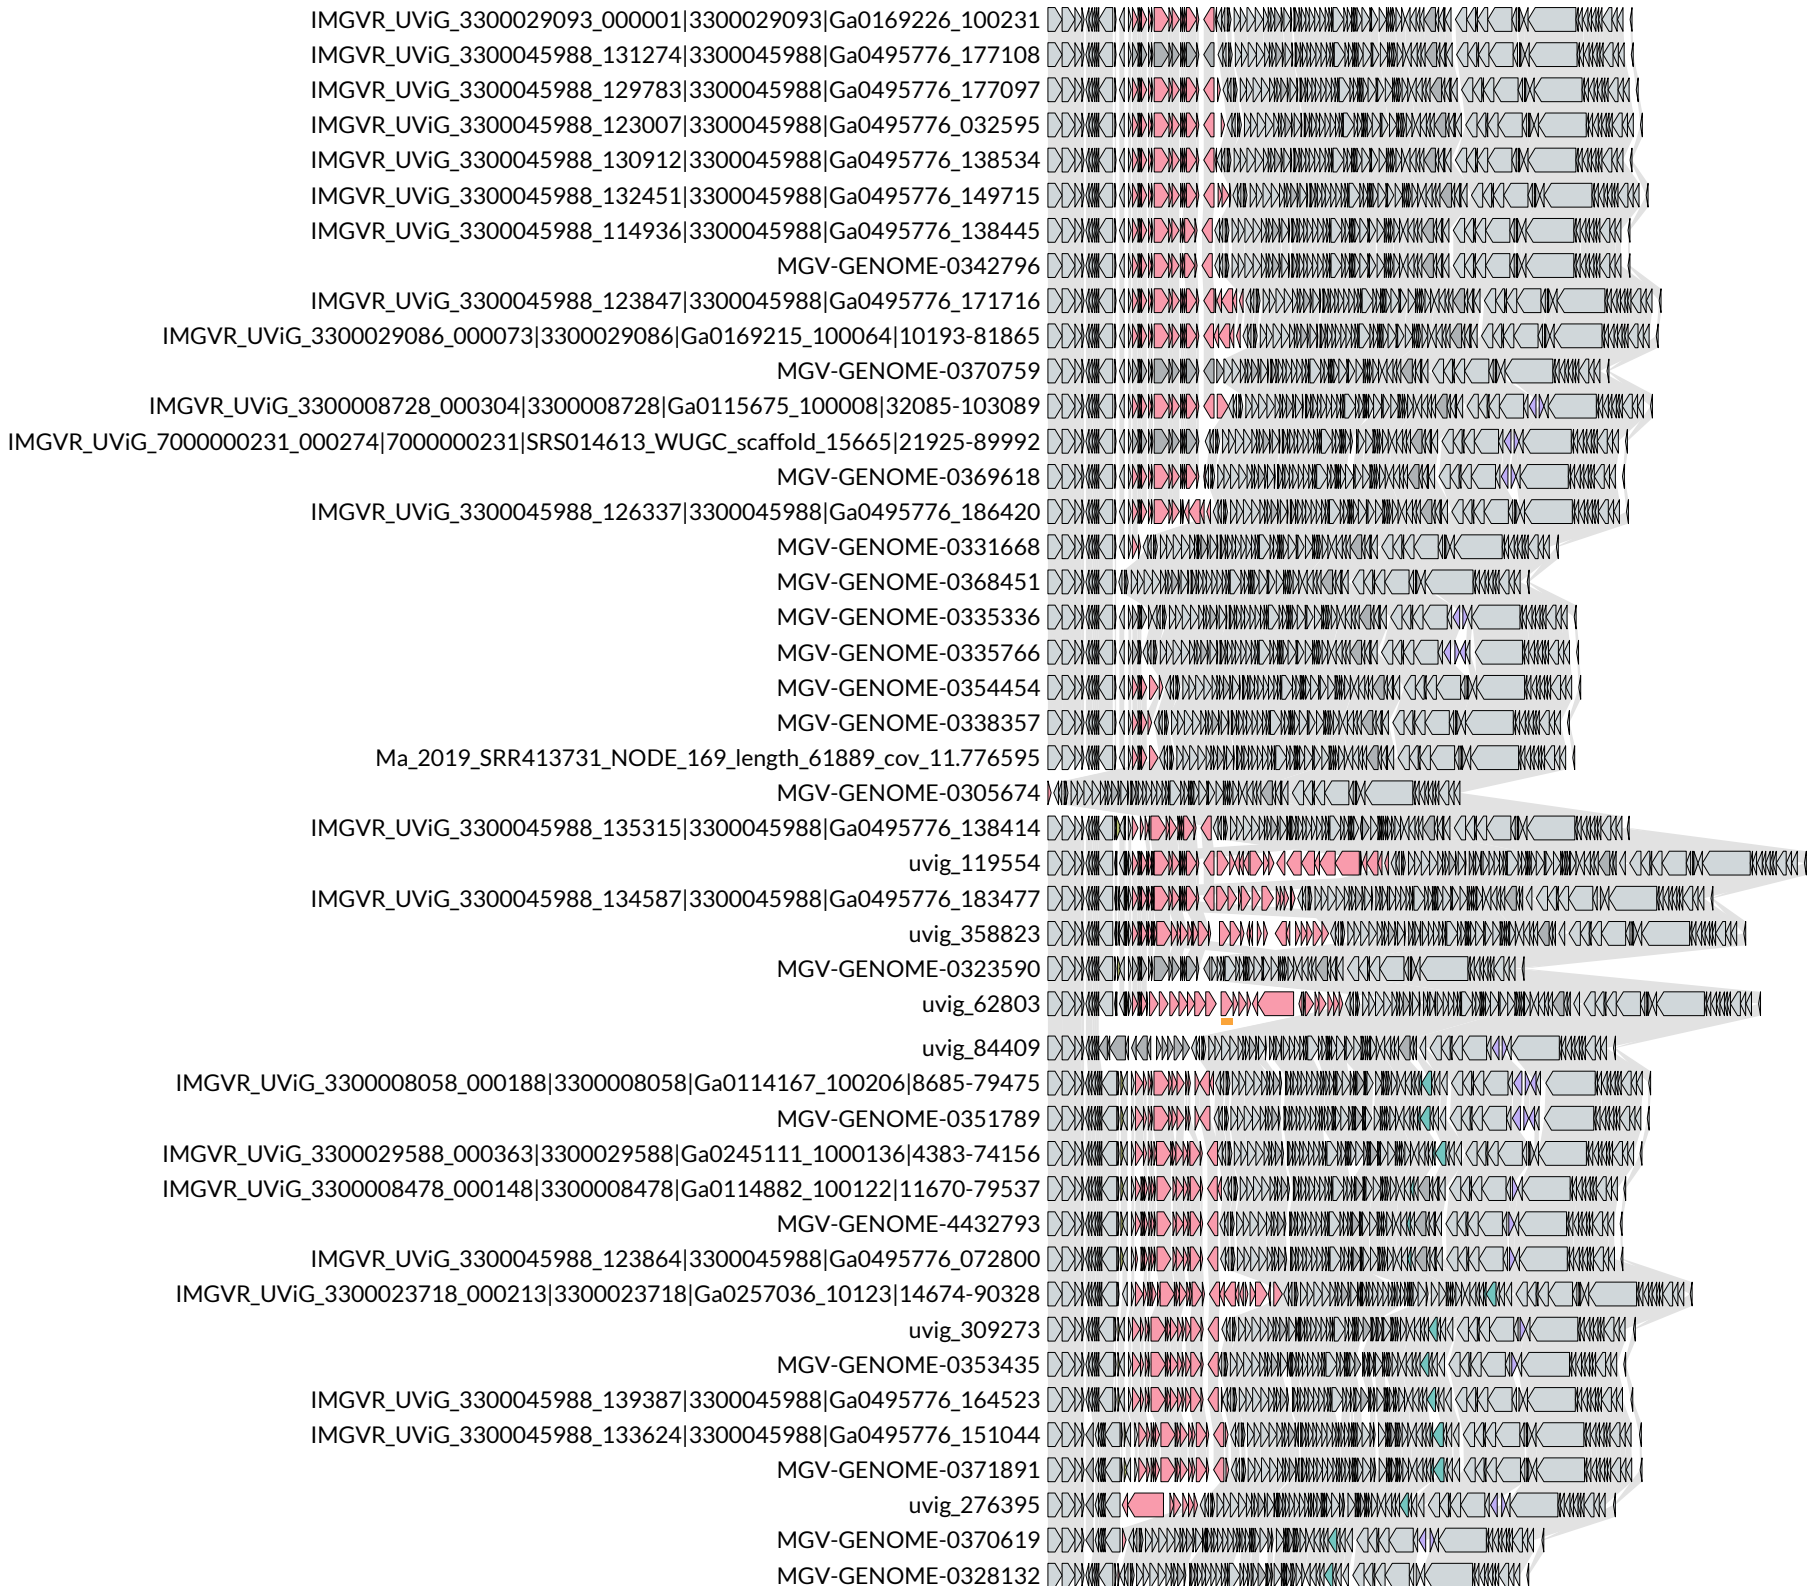 IMGVR_UViG_3300029093_000001|3300029093|Ga0169226_100231
IMGVR_UViG_3300045988_131274|3300045988|Ga0495776_177108
IMGVR_UViG_3300045988_129783|3300045988|Ga0495776_177097
IMGVR_UViG_3300045988_123007|3300045988|Ga0495776_032595
IMGVR_UViG_3300045988_130912|3300045988|Ga0495776_138534
IMGVR_UViG_3300045988_132451|3300045988|Ga0495776_149715
IMGVR_UViG_3300045988_114936|3300045988|Ga0495776_138445
MGV-GENOME-0342796
IMGVR_UViG_3300045988_123847|3300045988|Ga0495776_171716
IMGVR_UViG_3300029086_000073|3300029086|Ga0169215_100064|10193-81865
MGV-GENOME-0370759
IMGVR_UViG_3300008728_000304|3300008728|Ga0115675_100008|32085-103089
IMGVR_UViG_7000000231_000274|7000000231|SRS014613_WUGC_scaffold_15665|21925-89992
MGV-GENOME-0369618
IMGVR_UViG_3300045988_126337|3300045988|Ga0495776_186420
MGV-GENOME-0331668
MGV-GENOME-0368451
MGV-GENOME-0335336
MGV-GENOME-0335766
MGV-GENOME-0354454
MGV-GENOME-0338357
Ma_2019_SRR413731_NODE_169_length_61889_cov_11.776595
MGV-GENOME-0305674
IMGVR_UViG_3300045988_135315|3300045988|Ga0495776_138414
uvig_119554
IMGVR_UViG_3300045988_134587|3300045988|Ga0495776_183477
uvig_358823
MGV-GENOME-0323590
uvig_62803
uvig_84409
IMGVR_UViG_3300008058_000188|3300008058|Ga0114167_100206|8685-79475
MGV-GENOME-0351789
IMGVR_UViG_3300029588_000363|3300029588|Ga0245111_1000136|4383-74156
IMGVR_UViG_3300008478_000148|3300008478|Ga0114882_100122|11670-79537
MGV-GENOME-4432793
IMGVR_UViG_3300045988_123864|3300045988|Ga0495776_072800
IMGVR_UViG_3300023718_000213|3300023718|Ga0257036_10123|14674-90328
uvig_309273
MGV-GENOME-0353435
IMGVR_UViG_3300045988_139387|3300045988|Ga0495776_164523
IMGVR_UViG_3300045988_133624|3300045988|Ga0495776_151044
MGV-GENOME-0371891
uvig_276395
MGV-GENOME-0370619
MGV-GENOME-0328132